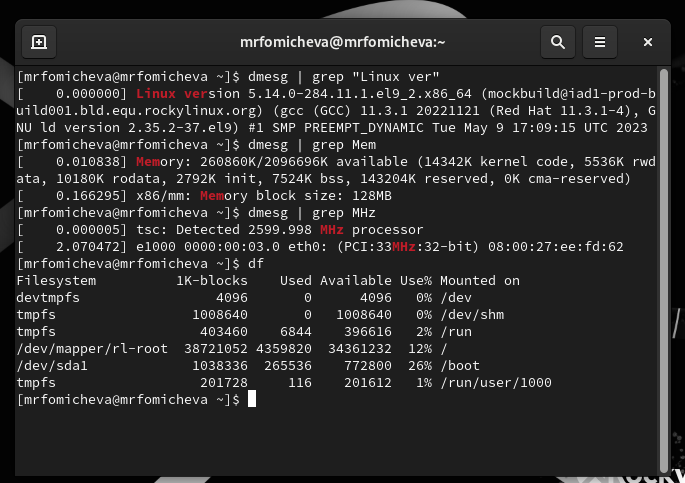 mrfomicheva@mrfomicheva:~
[mrfomicheva@mrfomicheva ~]$ dmesg | grep "Linux ver"
[    0.000000] Linux version 5.14.0-284.11.1.el9_2.x86_64 (mockbuild@iad1-prod-b
uild001.bld.equ.rockylinux.org) (gcc (GCC) 11.3.1 20221121 (Red Hat 11.3.1-4), G
NU ld version 2.35.2-37.el9) #1 SMP PREEMPT_DYNAMIC Tue May 9 17:09:15 UTC 2023
[mrfomicheva@mrfomicheva ~]$ dmesg | grep Mem
[    0.010838] Memory: 260860K/2096696K available (14342K kernel code, 5536K rwd
ata, 10180K rodata, 2792K init, 7524K bss, 143204K reserved, 0K cma-reserved)
[    0.166295] x86/mm: Memory block size: 128MB
[mrfomicheva@mrfomicheva ~]$ dmesg | grep MHz
[    0.000005] tsc: Detected 2599.998 MHz processor
[    2.070472] e1000 0000:00:03.0 eth0: (PCI:33MHz:32-bit) 08:00:27:ee:fd:62
[mrfomicheva@mrfomicheva ~]$ df
Filesystem          1K-blocks    Used Available Use% Mounted on
devtmpfs                 4096       0      4096   0% /dev
tmpfs                 1008640       0   1008640   0% /dev/shm
tmpfs                  403460    6844    396616   2% /run
/dev/mapper/rl-root  38721052 4359820  34361232  12% /
/dev/sda1             1038336  265536    772800  26% /boot
tmpfs                  201728     116    201612   1% /run/user/1000
[mrfomicheva@mrfomicheva ~]$